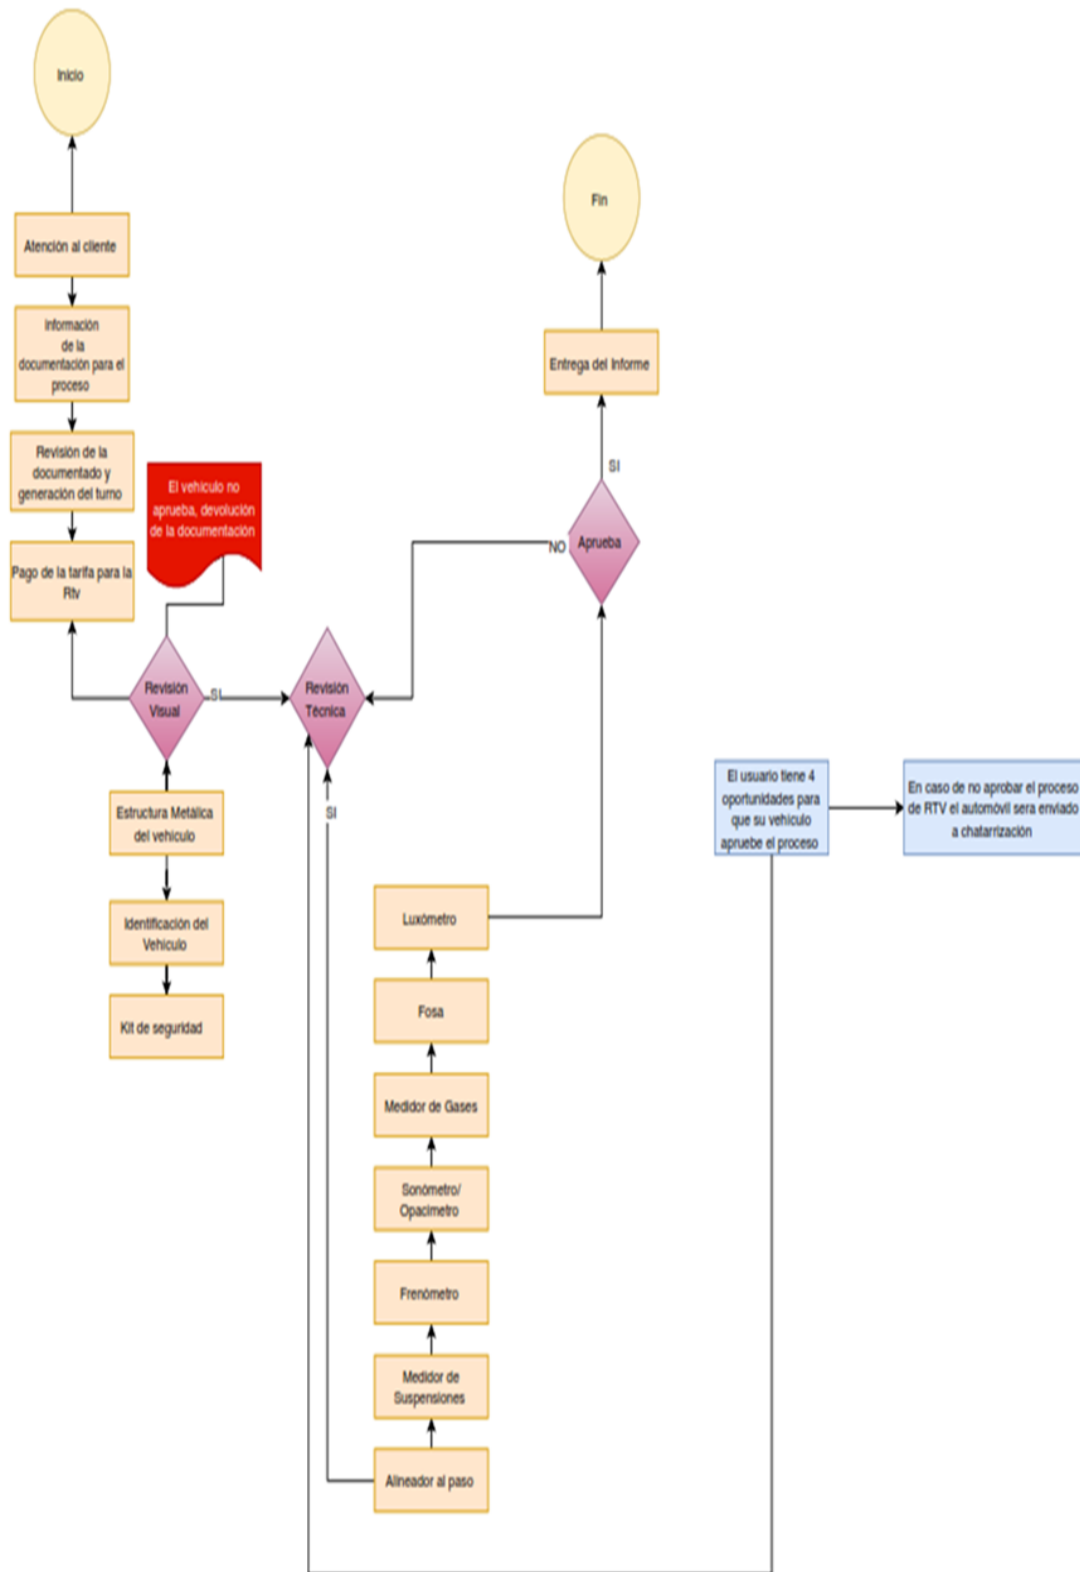 Inicio
Atención al cliente
Información
de la
documentación para el
proceso
Revisión de la
documentado y
generación del turno
Pago de la tarifa para la
Rtv
El vehículo no
aprueba, devolución
de la documentación
Revisión
Visual
SI
Estructura Metálica
del vehículo
Identificación del
Vehículo
Kit de seguridad
Revisión
Técnica
SI
Alineador al paso
Medidor de
Suspensiones
Frenómetro
Sonómetro/
Opacímetro
Medidor de Gases
Fosa
Luxómetro
Aprueba
NO
SI
Entrega del Informe
Fin
El usuario tiene 4
oportunidades para
que su vehículo
apruebe el proceso
En caso de no aprobar el proceso
de RTV el automóvil sera enviado
a chatarrización